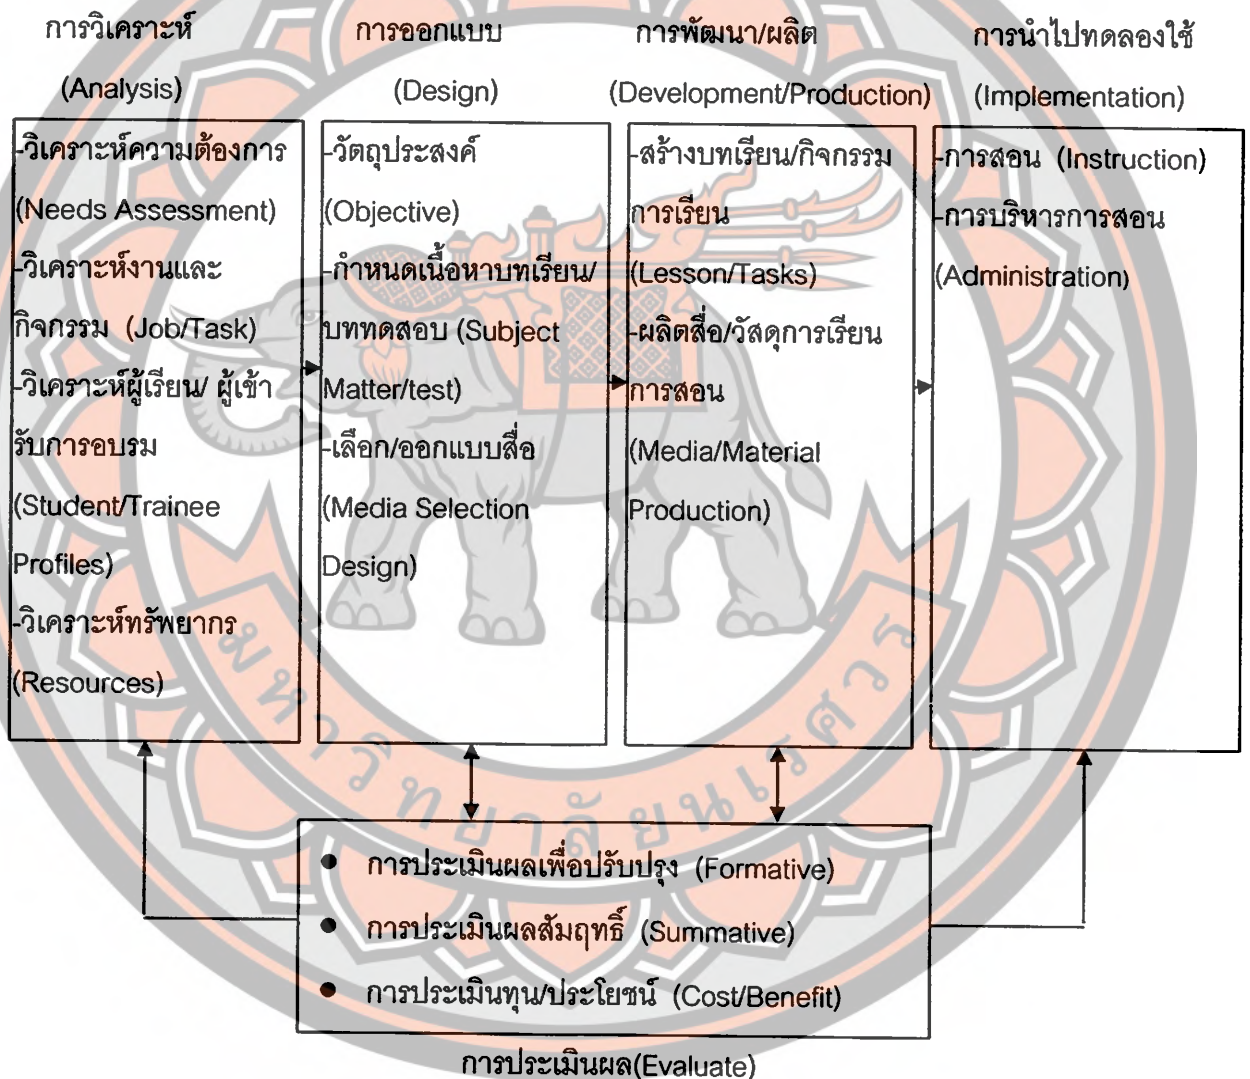 การวิเคราะห์
(Analysis)
-วิเคราะห์ความต้องการ
(Needs Assessment)
-วิเคราะห์งานและ
กิจกรรม (Job/Task)
-วิเคราะห์ผู้เรียน/ ผู้เข้า
รับการอบรม
(Student/Trainee
Profiles)
-วิเคราะห์ทรัพยากร
(Resources)
การออกแบบ
(Design)
-วัตถุประสงค์
(Objective)
-กำหนดเนื้อหาบทเรียน/
บททดสอบ (Subject
Matter/test)
-เลือก/ออกแบบสื่อ
(Media Selection
Design)
การพัฒนา/ผลิต
(Development/Production)
-สร้างบทเรียน/กิจกรรม
การเรียน
(Lesson/Tasks)
-ผลิตสื่อ/วัสดุการเรียน
การสอน
(Media/Material
Production)
การนำไปทดลองใช้
(Implementation)
-การสอน (Instruction)
-การบริหารการสอน
(Administration)
มหาวิทยาลัยนเรศวร
• การประเมินผลเพื่อปรับปรุง (Formative)
• การประเมินผลสัมฤทธิ์ (Summative)
• การประเมินทุน/ประโยชน์ (Cost/Benefit)
การประเมินผล(Evaluate)